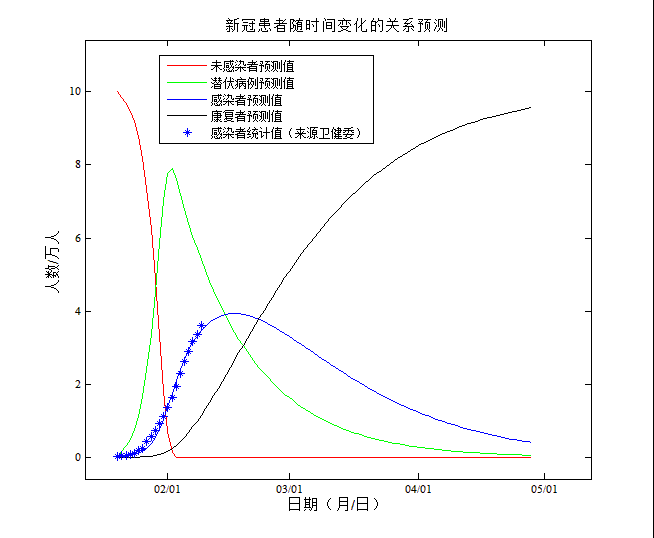 新冠患者随时间变化的关系预测
未感染者预测值
潜伏病例预测值
感染者预测值
康复者预测值
感染者统计值（来源卫健委）
人数/万人
10
8
6
4
2
0
02/01 03/01 04/01 05/01
日期（月/日）